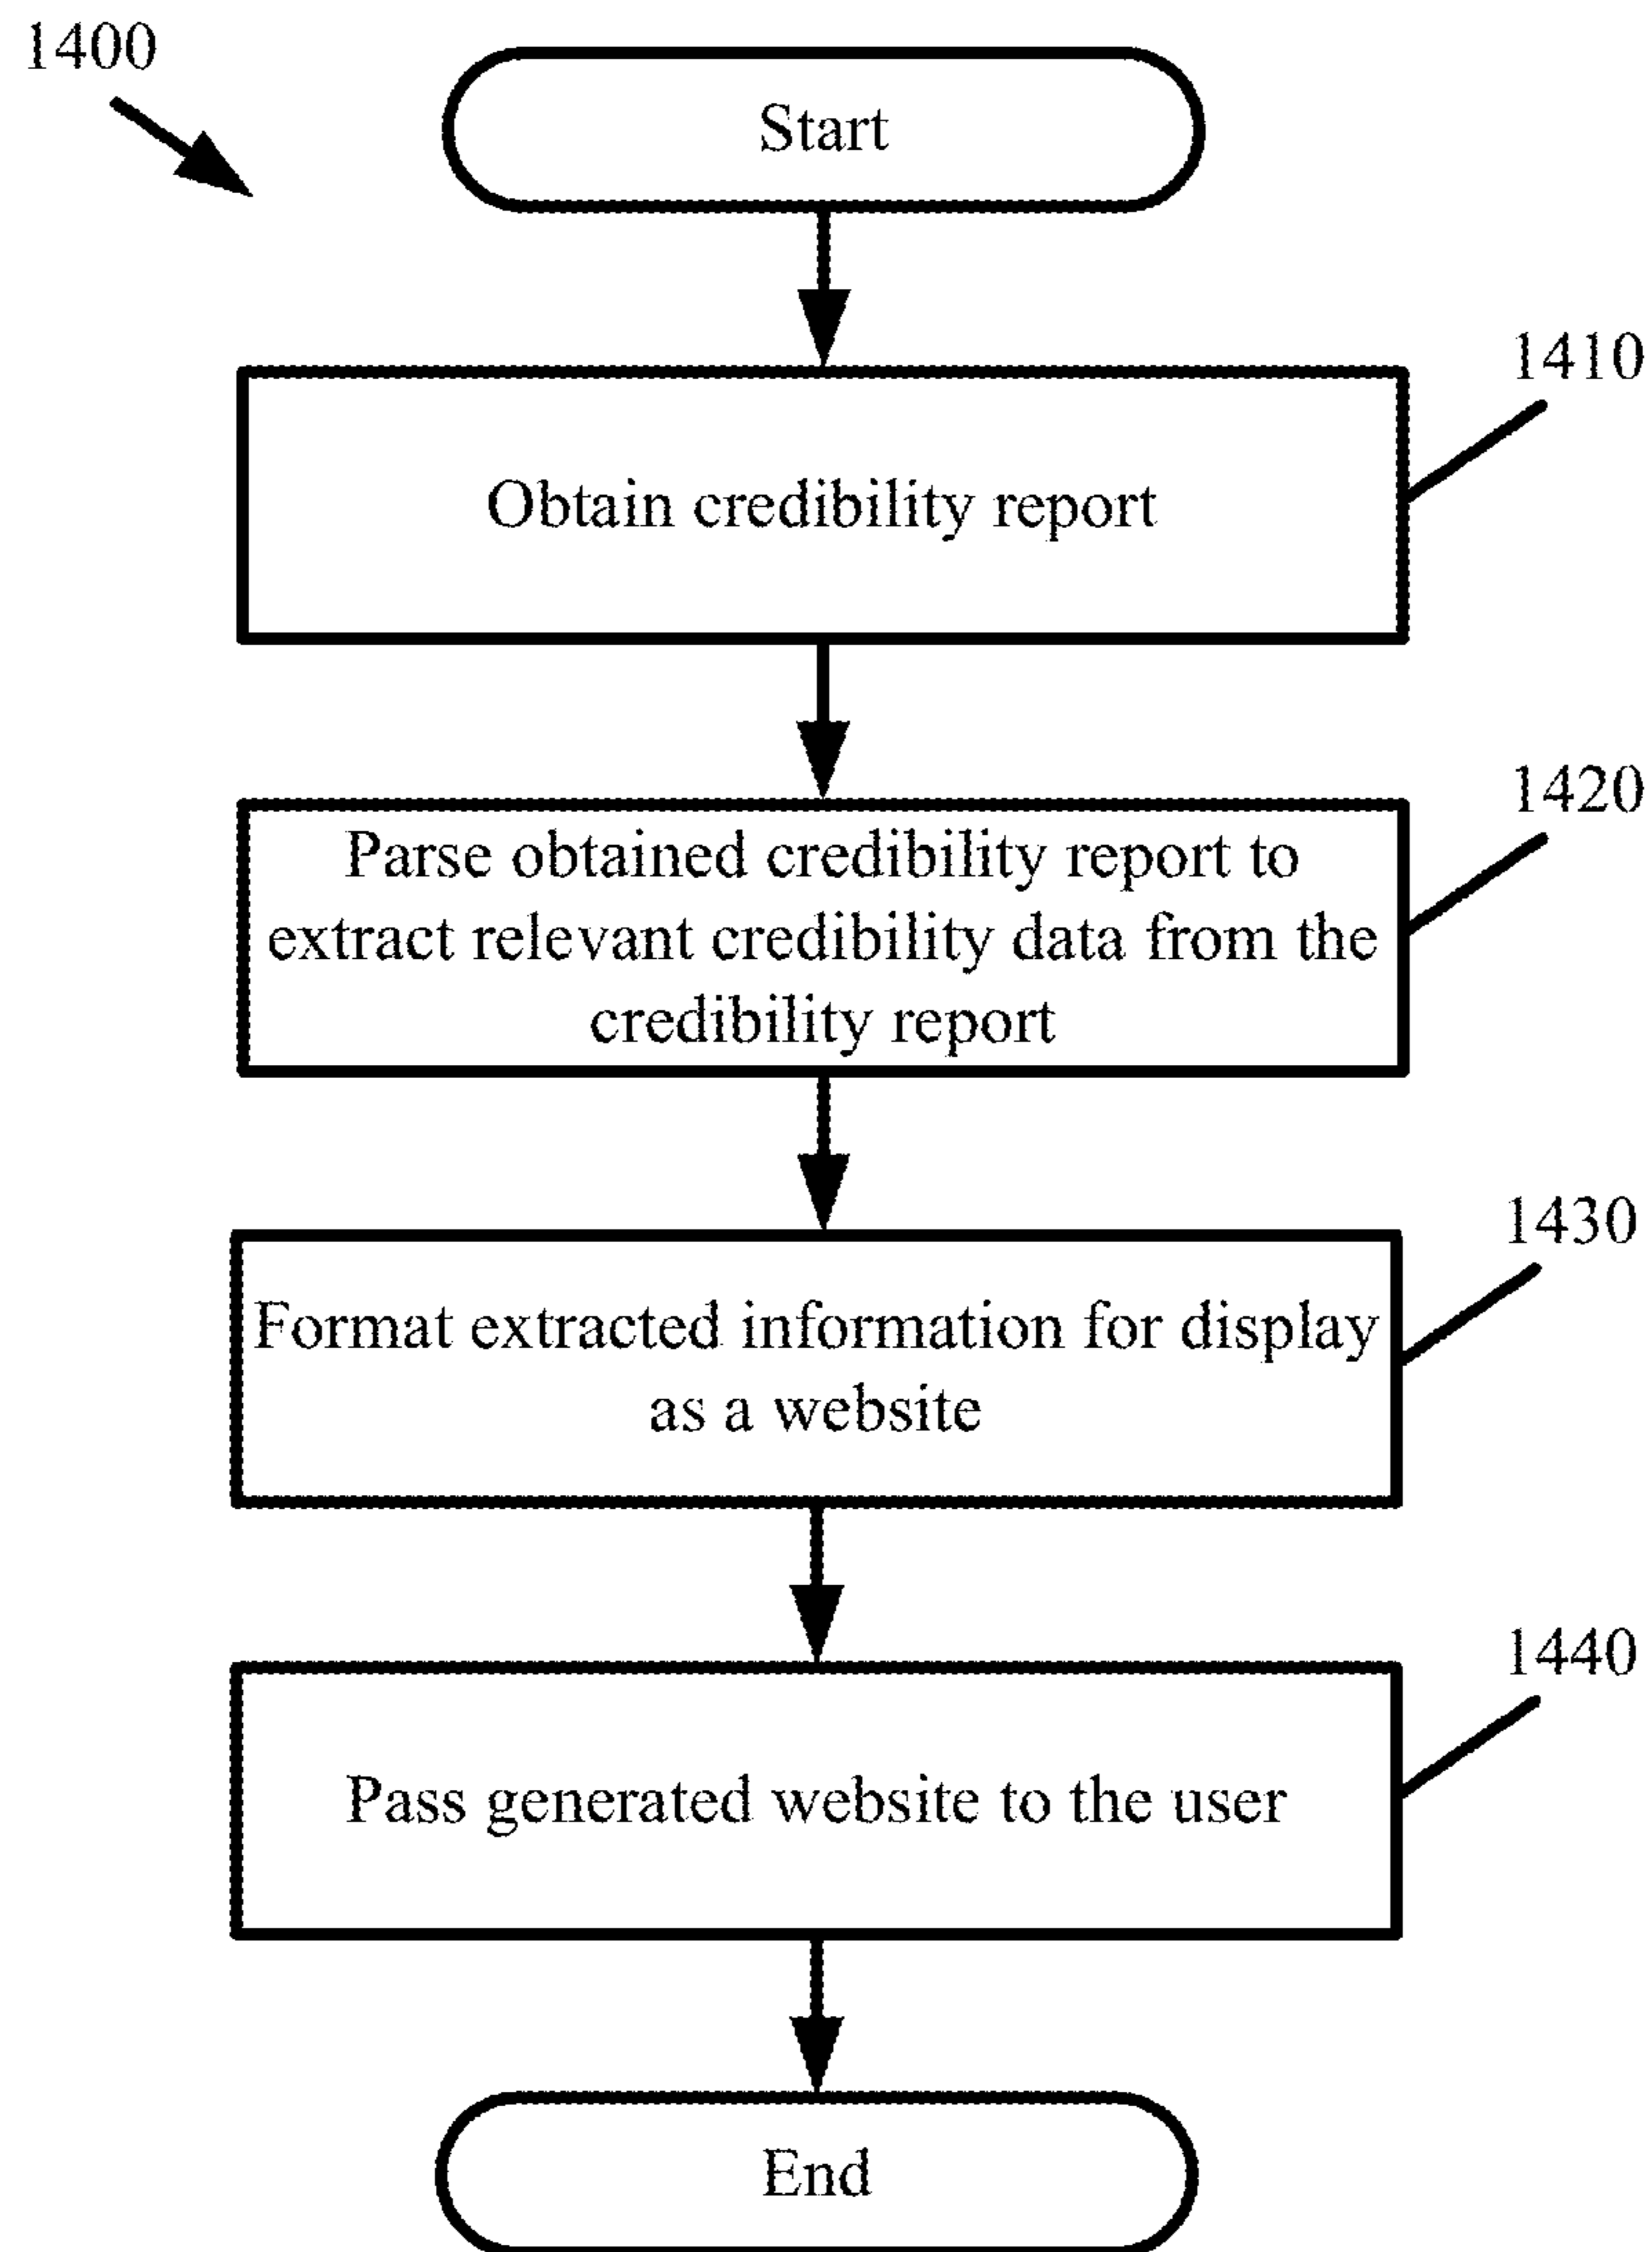 1400
Start
1410
Obtain credibility report
1420
Parse obtained credibility report to
extract relevant credibility data from the
credibility report
1430
Format extracted information for display
as a website
1440
Pass generated website to the user
End